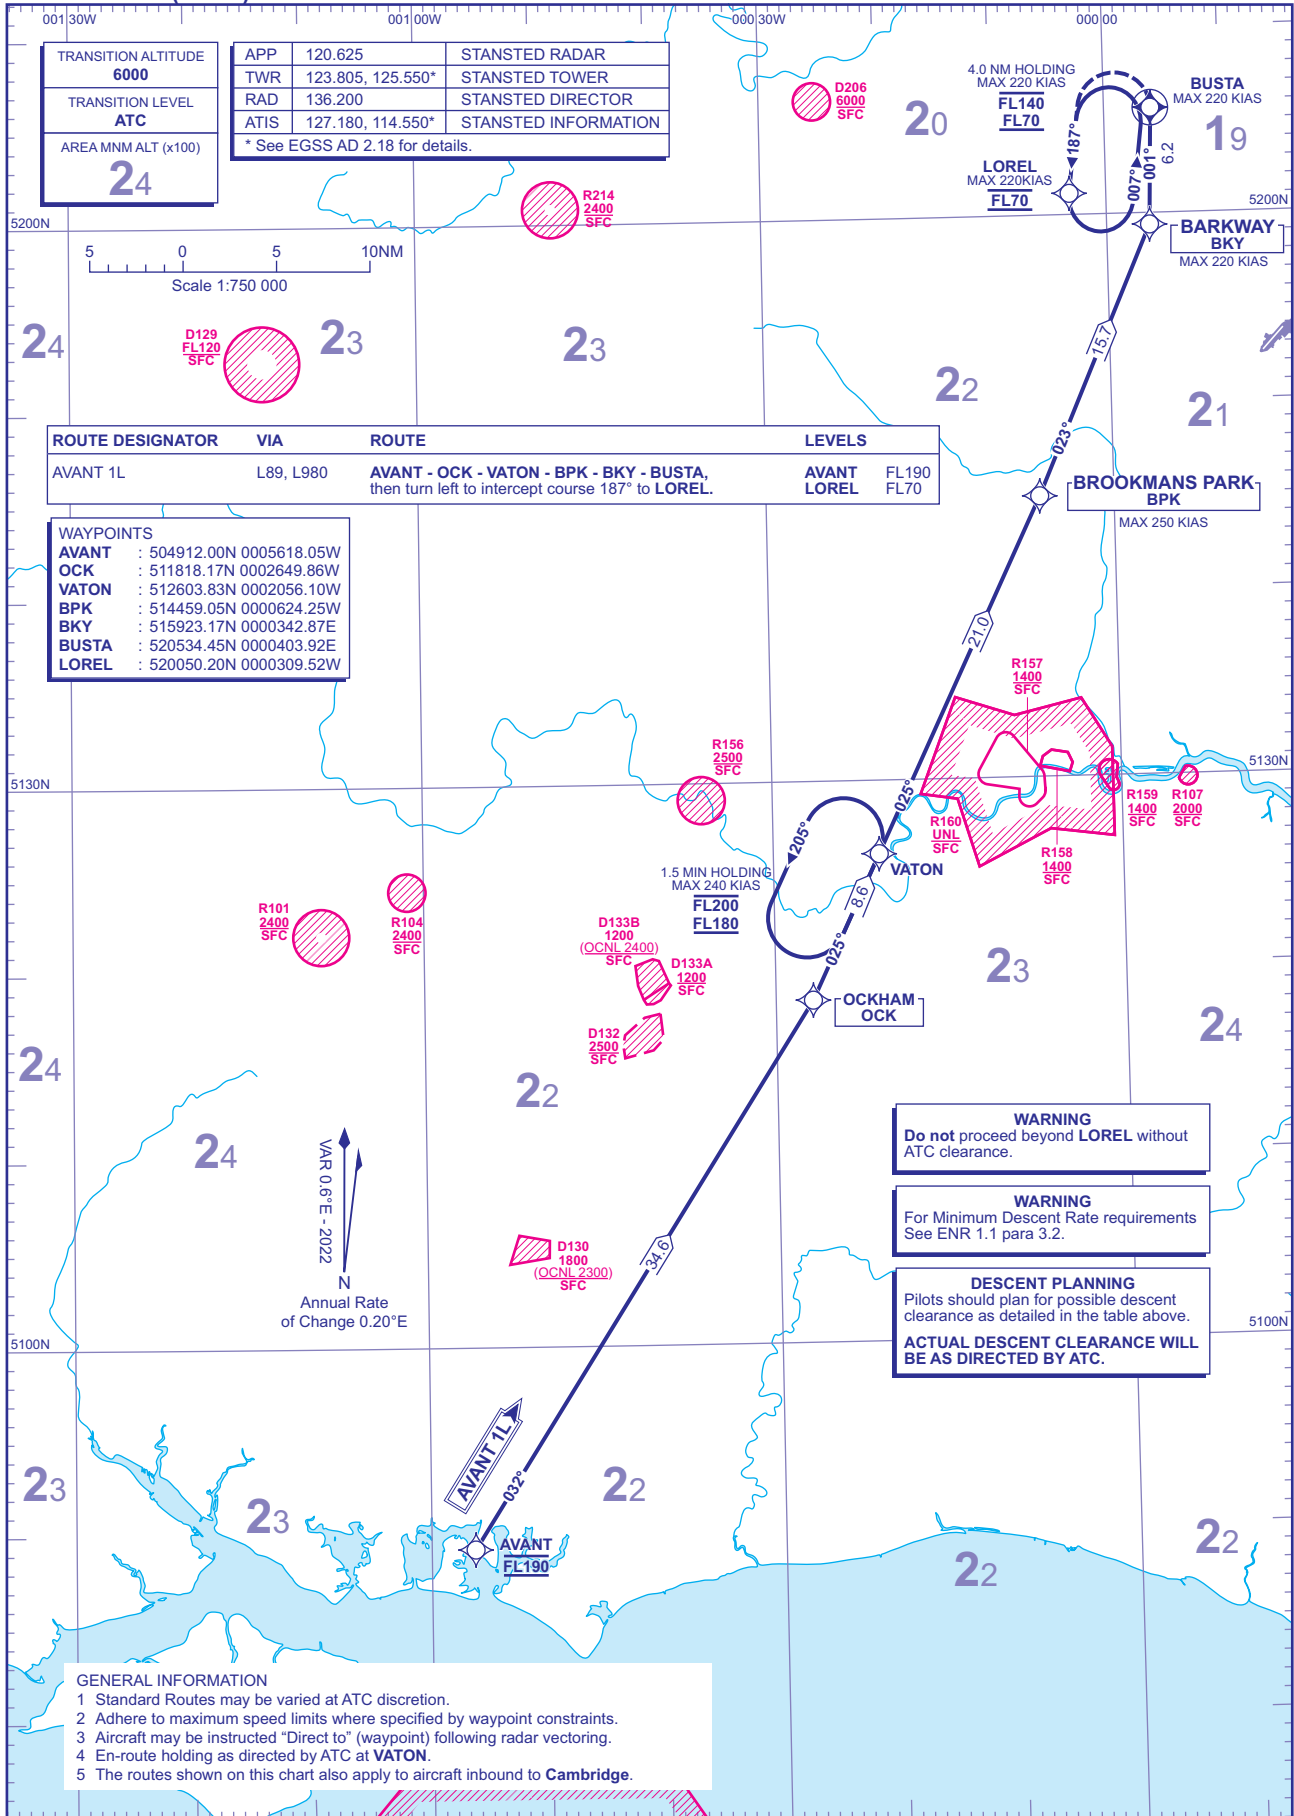 001 30W
001 00W
000 30W
000 00
TRANSITION ALTITUDE
6000
TRANSITION LEVEL
ATC
AREA MNM ALT (x100)
24
APP 120.625 STANSTED RADAR
TWR 123.805, 125.550* STANSTED TOWER
RAD 136.200 STANSTED DIRECTOR
ATIS 127.180, 114.550* STANSTED INFORMATION
* See EGSS AD 2.18 for details.
D206
6000
SFC
20
4.0 NM HOLDING
MAX 220 KIAS
FL140
FL70
BUSTA
MAX 220 KIAS
19
187°
007°
001°
6.2
LOREL
MAX 220KIAS
FL70
R214
2400
SFC
5200N
5200N
BARKWAY
BKY
MAX 220 KIAS
5 0 5 10NM
Scale 1:750 000
24
D129
FL120
SFC
23
23
22
15.7
21
023°
ROUTE DESIGNATOR VIA ROUTE LEVELS
AVANT 1L L89, L980 AVANT - OCK - VATON - BPK - BKY - BUSTA, AVANT FL190
then turn left to intercept course 187° to LOREL. LOREL FL70
BROOKMANS PARK
BPK
MAX 250 KIAS
WAYPOINTS
AVANT : 504912.00N 0005618.05W
OCK : 511818.17N 0002649.86W
VATON : 512603.83N 0002056.10W
BPK : 514459.05N 0000624.25W
BKY : 515923.17N 0000342.87E
BUSTA : 520534.45N 0000403.92E
LOREL : 520050.20N 0000309.52W
21.0
R157
1400
SFC
R156
2500
SFC
5130N
5130N
025°
R160
UNL
SFC
R158
1400
SFC
R159
1400
SFC
R107
2000
SFC
205°
VATON
1.5 MIN HOLDING
MAX 240 KIAS
FL200
FL180
8.6
025°
R101
2400
SFC
R104
2400
SFC
D133B
1200
(OCNL 2400)
SFC
D133A
1200
SFC
D132
2500
SFC
23
OCKHAM
OCK
24
24
22
24
VAR 0.6°E - 2022
N
Annual Rate
of Change 0.20°E
D130
1800
(OCNL 2300)
SFC
34.6
WARNING
Do not proceed beyond LOREL without
ATC clearance.
WARNING
For Minimum Descent Rate requirements
See ENR 1.1 para 3.2.
DESCENT PLANNING
Pilots should plan for possible descent
clearance as detailed in the table above.
ACTUAL DESCENT CLEARANCE WILL
BE AS DIRECTED BY ATC.
5100N
5100N
AVANT 1L
032°
23
23
22
22
22
AVANT
FL190
GENERAL INFORMATION
1 Standard Routes may be varied at ATC discretion.
2 Adhere to maximum speed limits where specified by waypoint constraints.
3 Aircraft may be instructed “Direct to” (waypoint) following radar vectoring.
4 En-route holding as directed by ATC at VATON.
5 The routes shown on this chart also apply to aircraft inbound to Cambridge.